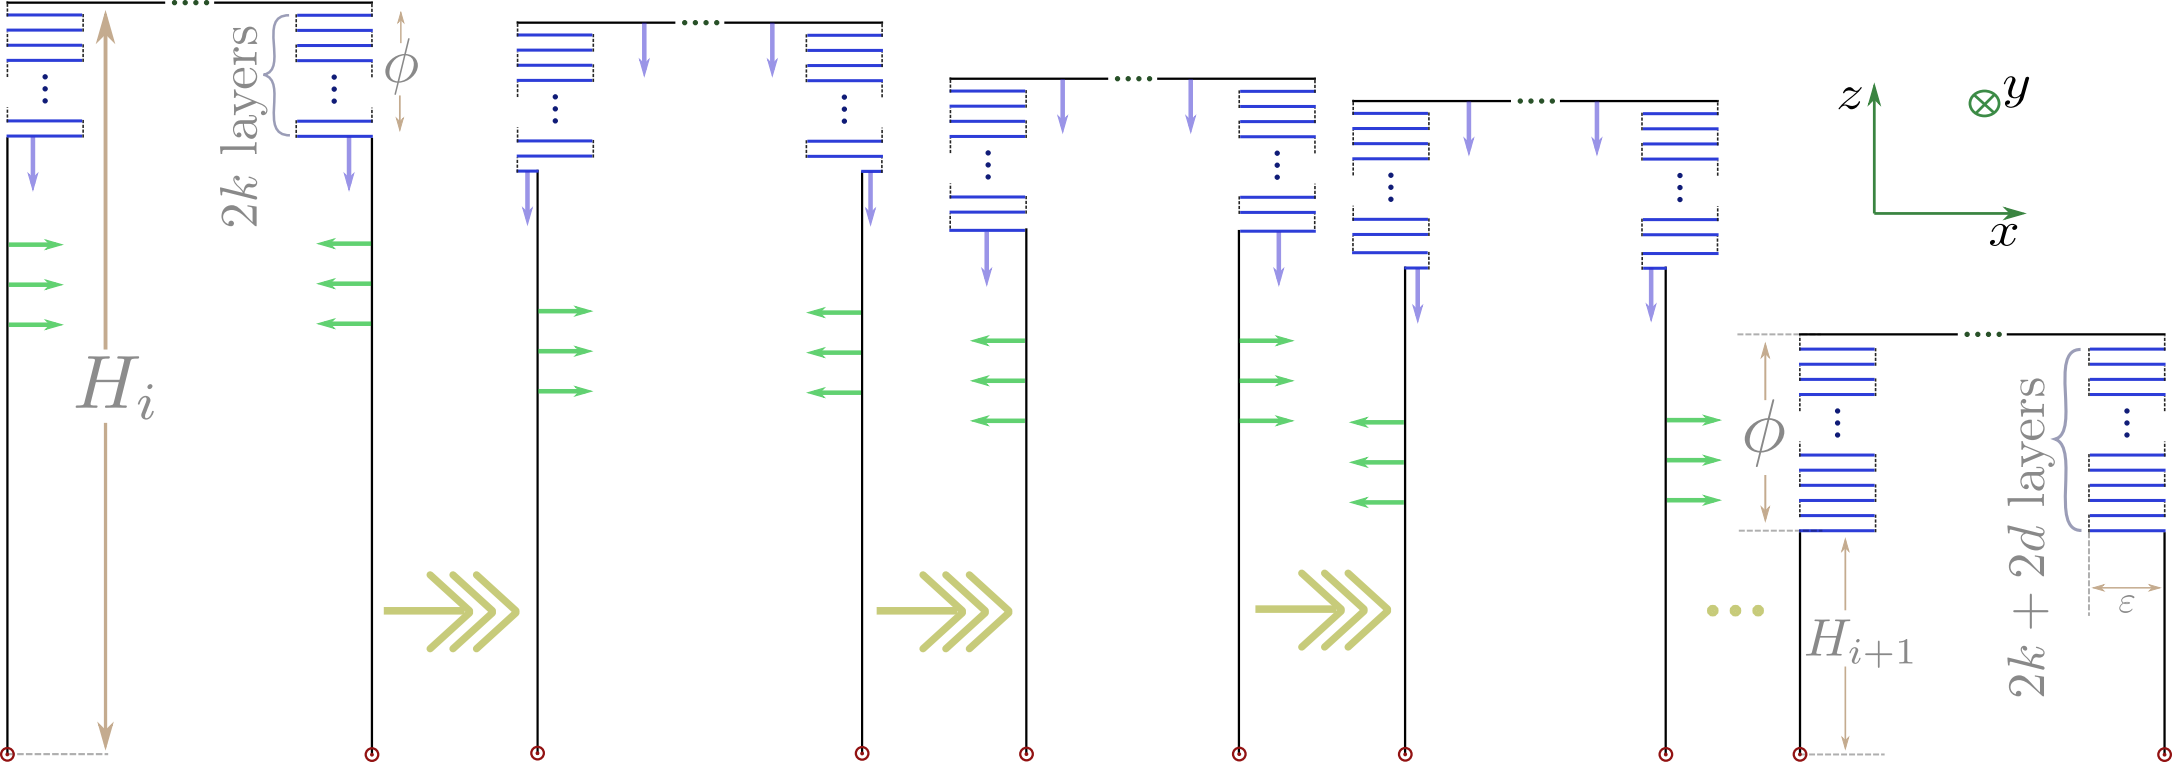 2k layers
ϕ
H_i
z
y
x
ϕ
2k + 2d layers
H_{i+1}
ε